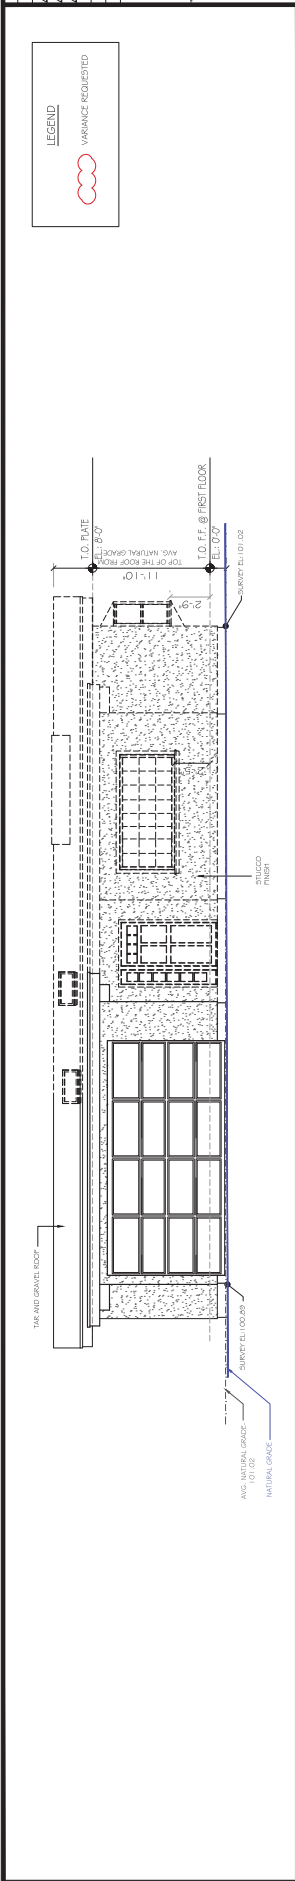 LEGEND
VARIANCE REQUESTED
T.O. PLATE
EL: 8'-0"
TOP OF THE ROOF FROM
AVG. NATURAL GRADE
11'-10"
T.O. F.F. @ FIRST FLOOR
EL: 0'-0"
2'-9"
SURVEY EL:101.02
STUCCO
FINISH
TAR AND GRAVEL ROOF
SURVEY EL:100.89
AVG. NATURAL GRADE-
101.02
NATURAL GRADE